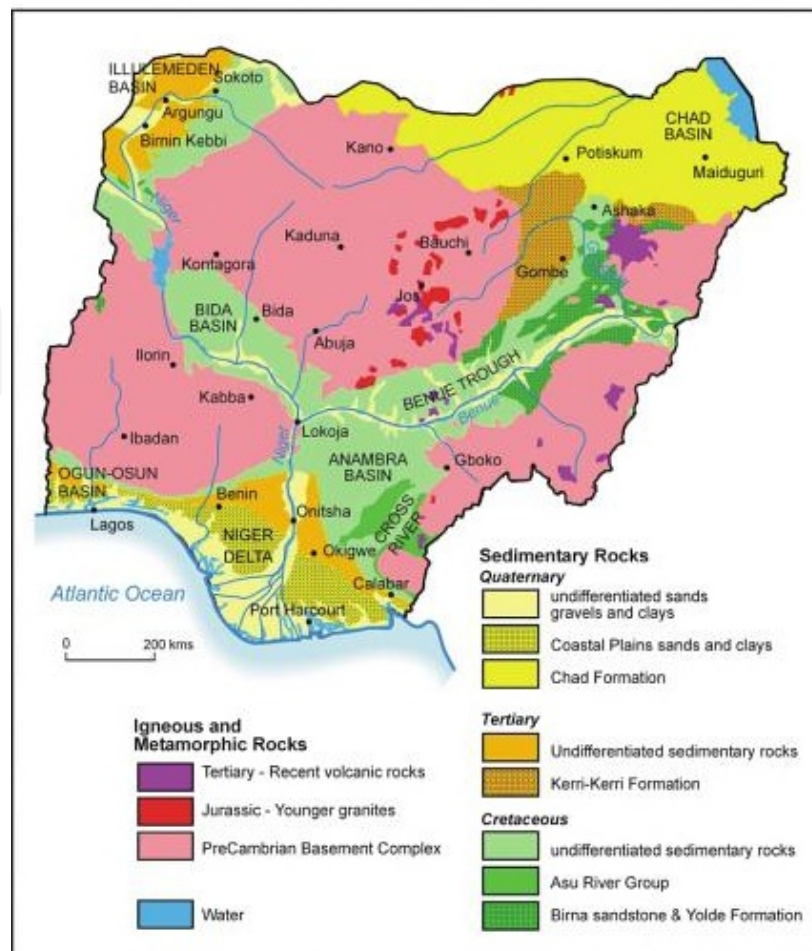 ILLULEMEDEN
BASIN
Sokoto
Argungu
Birnin Kebbi
Niger
Kano
CHAD
BASIN
Potiskum
Maiduguri
Ashaka
Kaduna
Bauchi
Kontagora
Gombe
Jos
BIDA
BASIN
Bida
Abuja
Ilorin
BENUE TROUGH
Kabba
Benue
Lokoja
Ibadan
Niger
ANAMBRA
BASIN
Gboko
OGUN-OSUN
BASIN
Benin
Onitsha
CROSS
RIVER
Lagos
NIGER
DELTA
Okigwe
Calabar
Atlantic Ocean
Port Harcourt
0 200 kms
Sedimentary Rocks
Quaternary
undifferentiated sands
gravels and clays
Coastal Plains sands and clays
Chad Formation
Igneous and
Metamorphic Rocks
Tertiary - Recent volcanic rocks
Jurassic - Younger granites
PreCambrian Basement Complex
Water
Tertiary
Undifferentiated sedimentary rocks
Kerri-Kerri Formation
Cretaceous
undifferentiated sedimentary rocks
Asu River Group
Birna sandstone & Yolde Formation